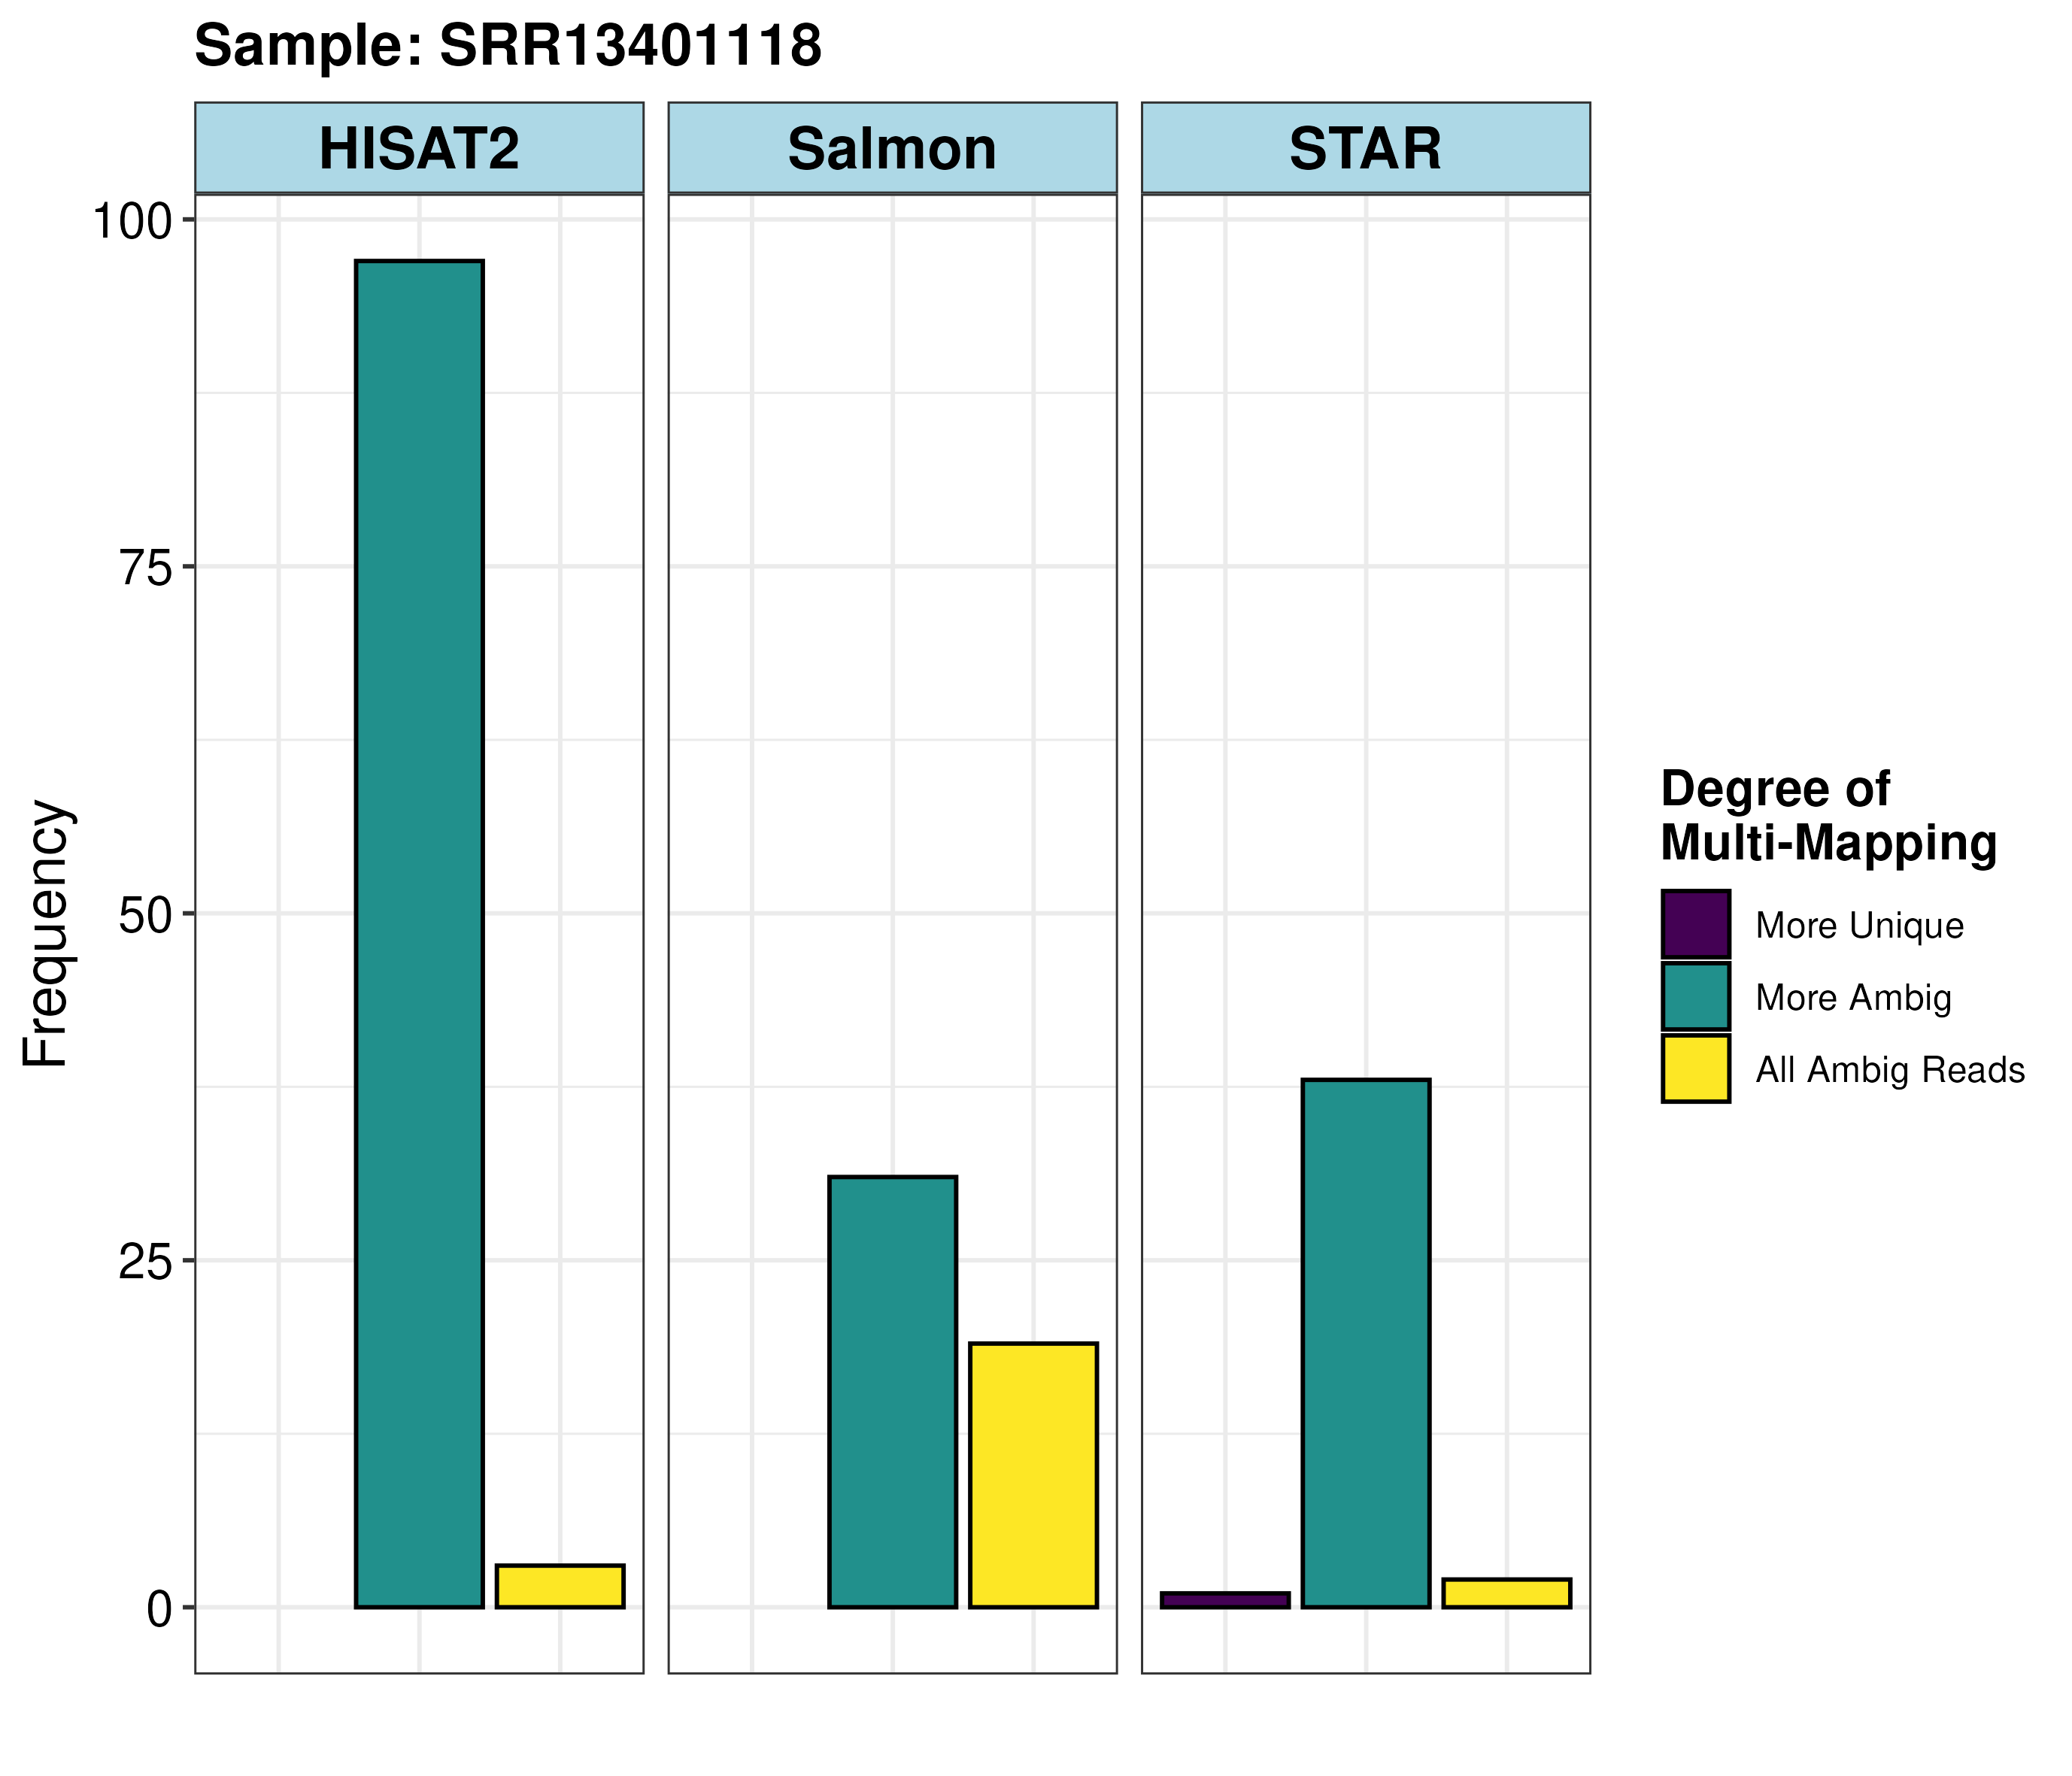 Sample: SRR13401118
HISAT2
Salmon
STAR
100
75
50
25
0
Frequency
Degree of
Multi-Mapping
More Unique
More Ambig
All Ambig Reads